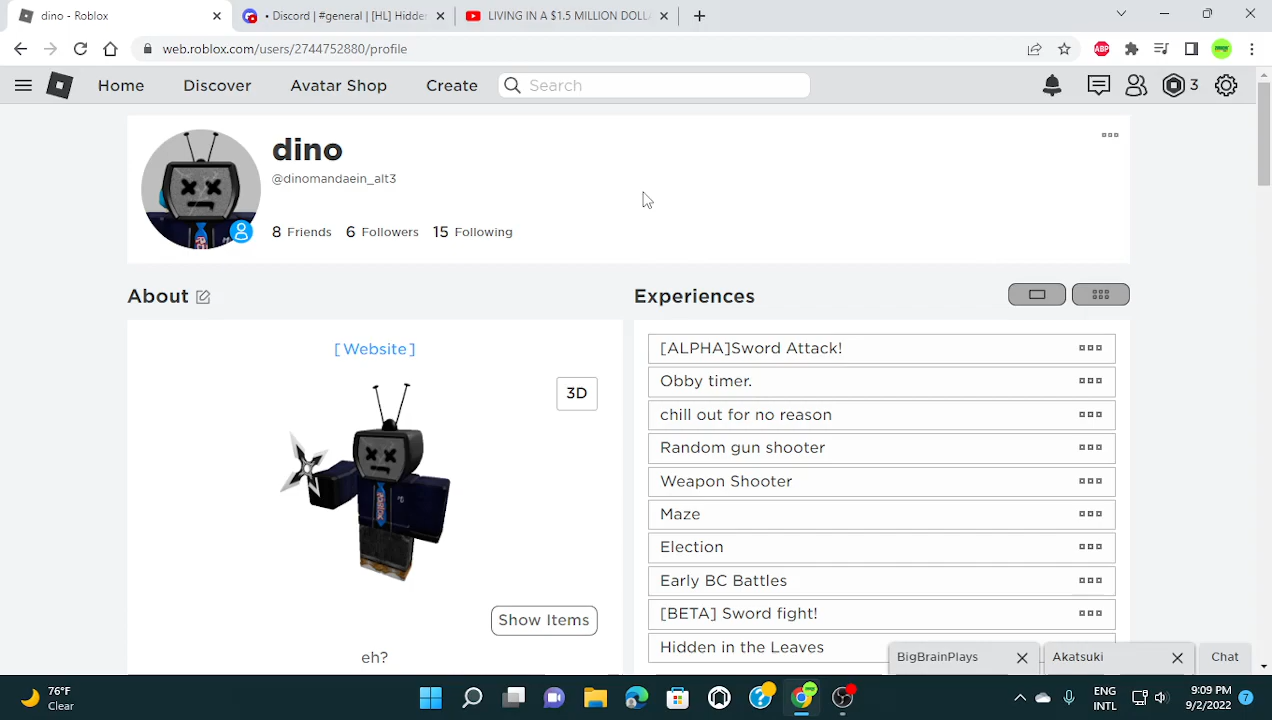 dino - Roblox
• Discord | #general | [HL] Hidden
LIVING IN A $1.5 MILLION DOLL
web.roblox.com/users/2744752880/profile
ABP
Home
Discover
Avatar Shop
Create
Search
3
dino
@dinomandaein_alt3
8 Friends
6 Followers
15 Following
About
Experiences
[ Website ]
3D
Show Items
eh?
[ALPHA]Sword Attack!
Obby timer.
chill out for no reason
Random gun shooter
Weapon Shooter
Maze
Election
Early BC Battles
[BETA] Sword fight!
Hidden in the Leaves
BigBrainPlays
Akatsuki
Chat
76°F
Clear
ENG
INTL
9:09 PM
9/2/2022
7